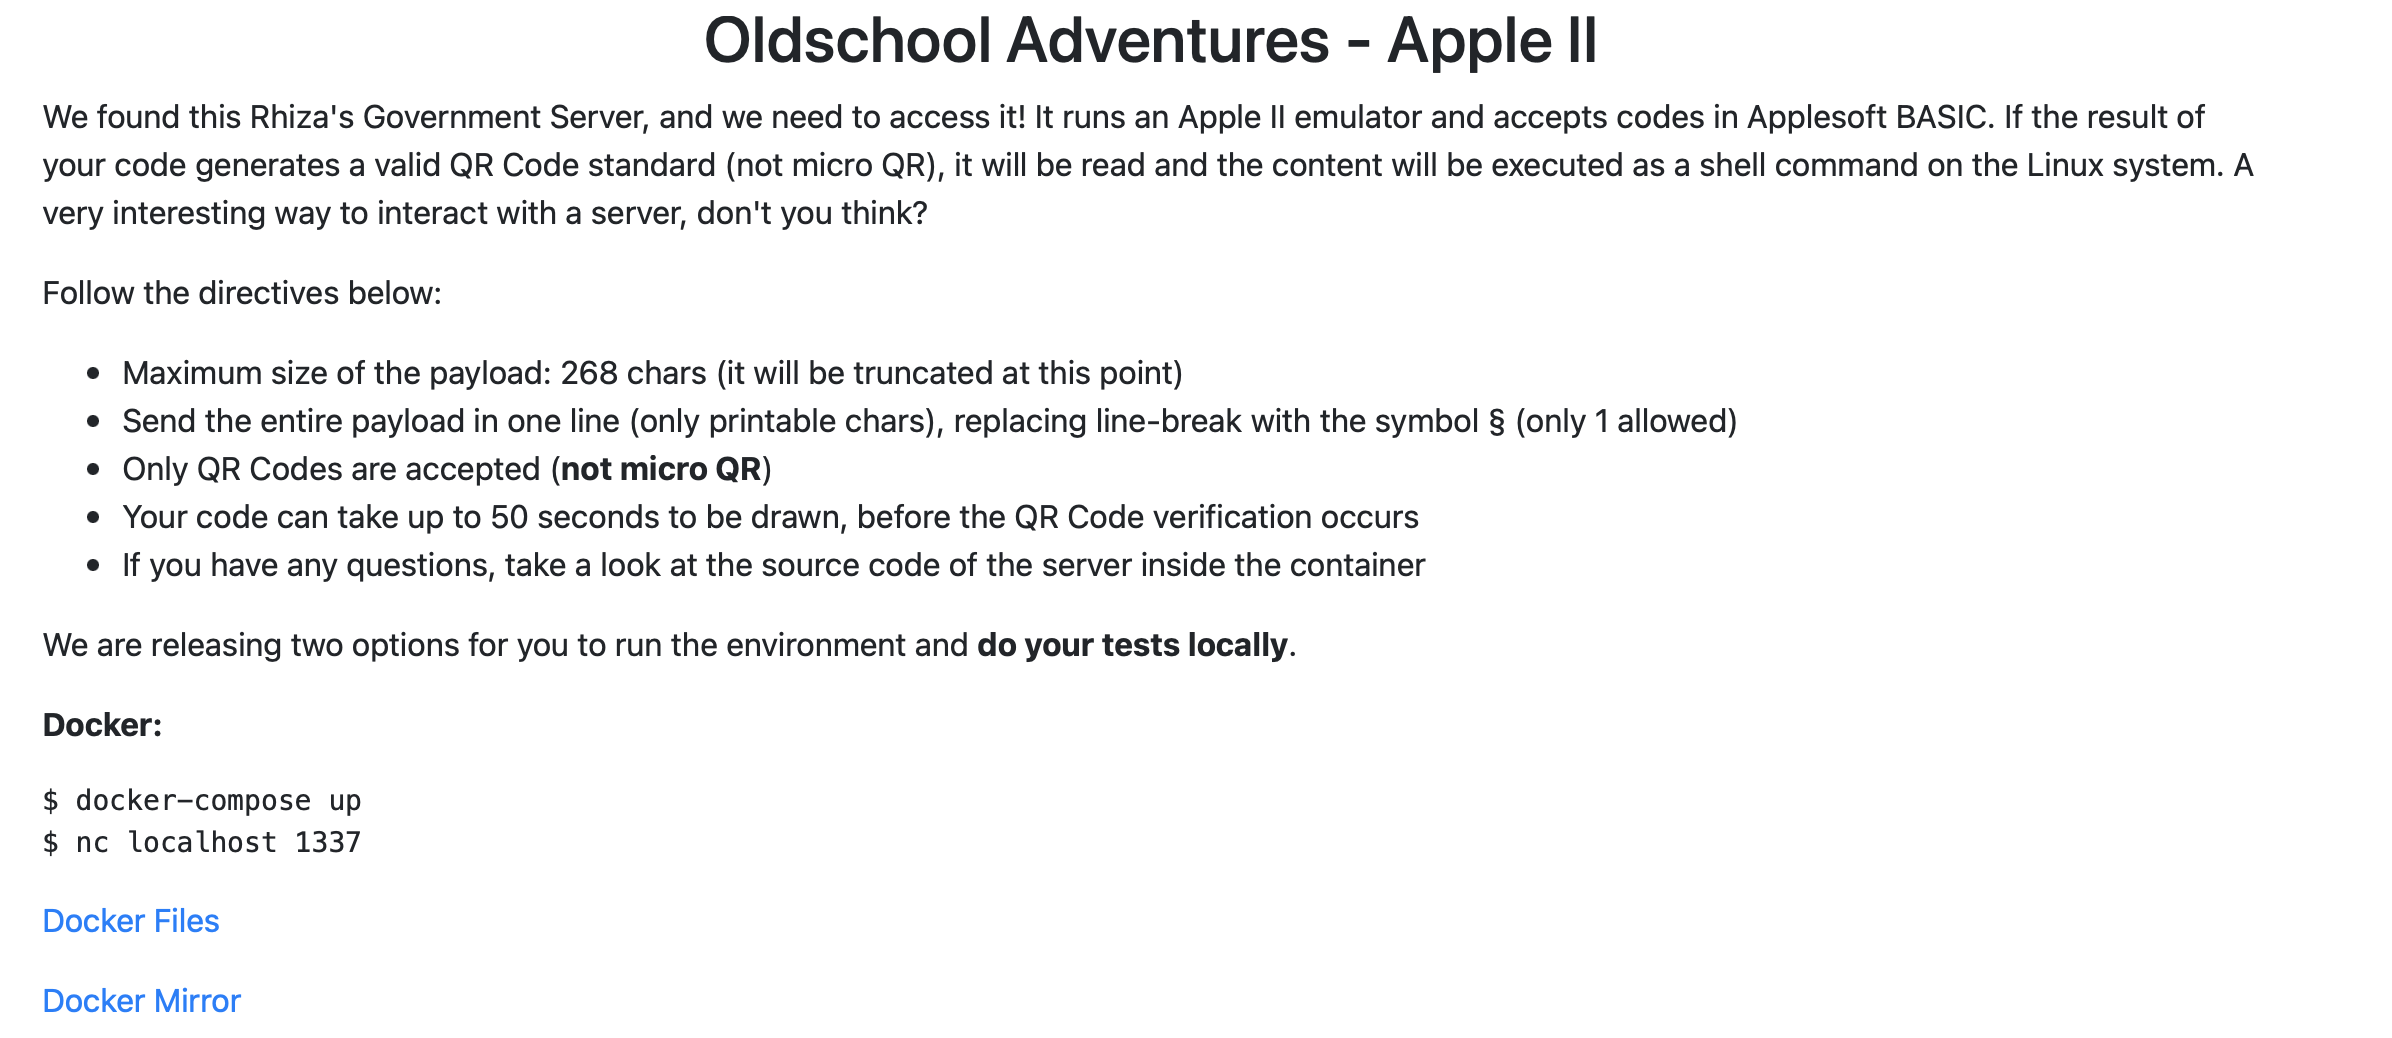 Oldschool Adventures - Apple II
We found this Rhiza's Government Server, and we need to access it! It runs an Apple II emulator and accepts codes in Applesoft BASIC. If the result of
your code generates a valid QR Code standard (not micro QR), it will be read and the content will be executed as a shell command on the Linux system. A
very interesting way to interact with a server, don't you think?
Follow the directives below:
• Maximum size of the payload: 268 chars (it will be truncated at this point)
• Send the entire payload in one line (only printable chars), replacing line-break with the symbol § (only 1 allowed)
• Only QR Codes are accepted (not micro QR)
• Your code can take up to 50 seconds to be drawn, before the QR Code verification occurs
• If you have any questions, take a look at the source code of the server inside the container
We are releasing two options for you to run the environment and do your tests locally.
Docker:
$ docker-compose up
$ nc localhost 1337
Docker Files
Docker Mirror